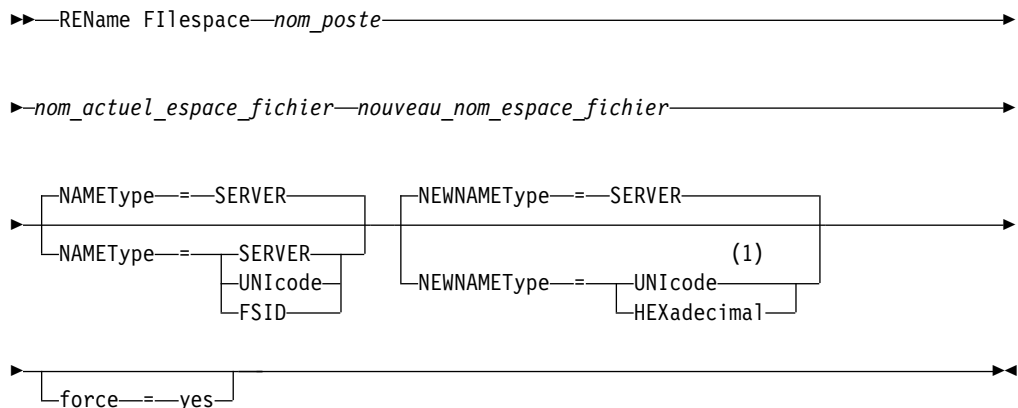 REName FIlespace nom_poste
nom_actuel_espace_fichier nouveau_nom_espace_fichier
NAMEType = SERVER NEWNAMEType = SERVER
NAMEType = SERVER (1)
UNIcode NEWNAMEType = UNIcode
FSID HEXadecimal
force = yes